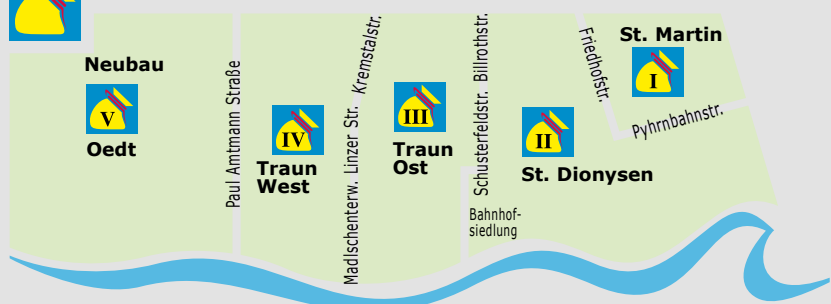 Neubau
V
Oedt
Paul Amtmann Straße
IV
Traun
West
Madlschenterw. Linzer Str. Kremstalstr.
III
Traun
Ost
Schusterfeldstr. Billrothstr.
Bahnhof-
siedlung
II
St. Dionysen
Friedhofstr.
St. Martin
I
Pyhrnbahnstr.